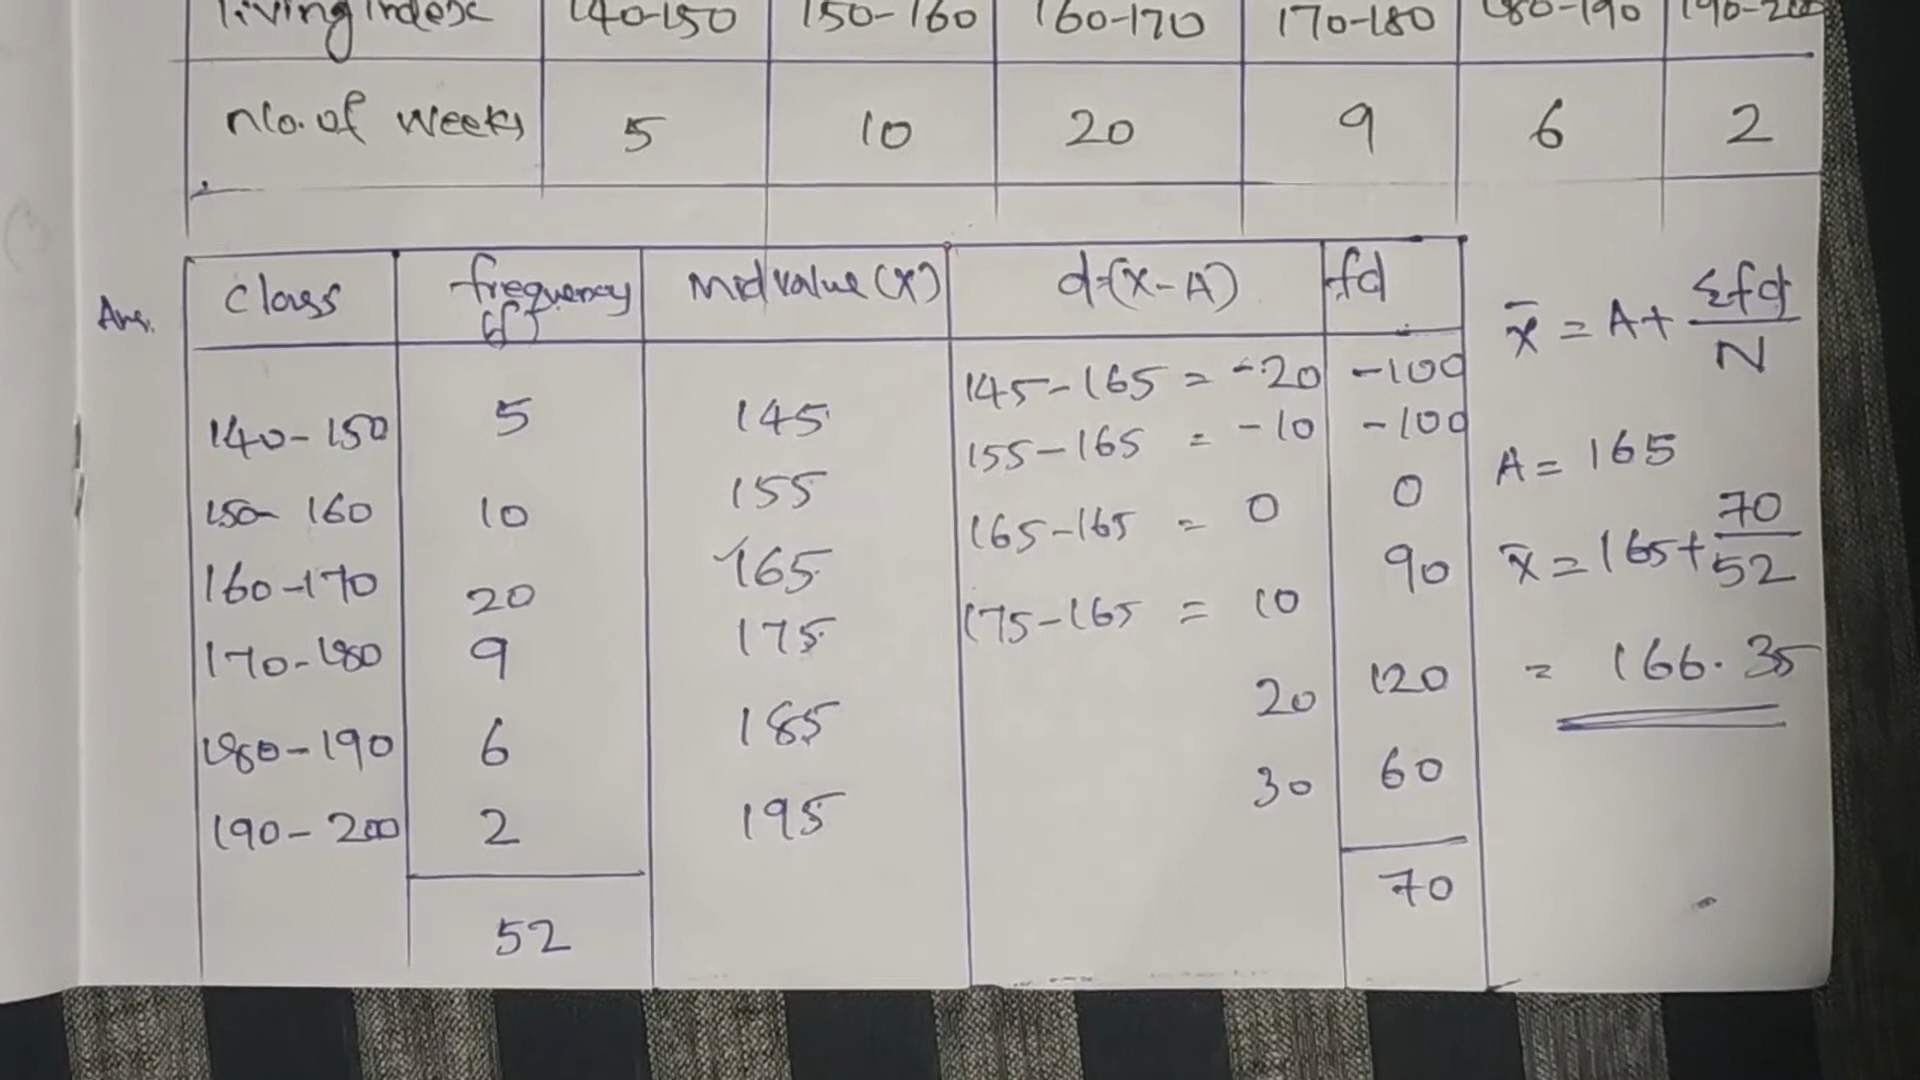 living index 140-150 150-160 160-170 170-180 180-190 190-200
No. of weeks 5 10 20 9 6 2
Ans. Class frequency (f) Mid value (X) d=(X-A) fd
140-150 5 145 145-165 = -20 -100
150-160 10 155 155-165 = -10 -100
160-170 20 165 165-165 = 0 0
170-180 9 175 175-165 = 10 90
180-190 6 185 20 120
190-200 2 195 30 60
52 70
x̄ = A + Σfd/N
A = 165
x̄ = 165 + 70/52
= 166.35